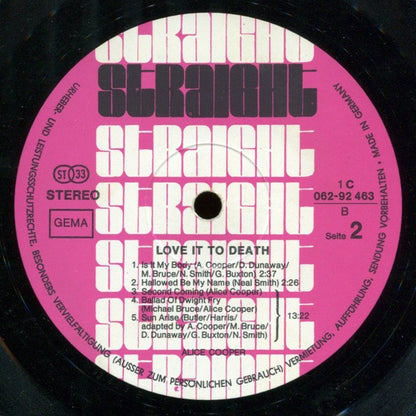 STRAIGHT
STRAIGHT
STRAIGHT
STRAIGHT
STRAIGHT
STRAIGHT
STRAIGHT
ST 33
STEREO
GEMA
1 C
062-92 463
B
Seite 2
LOVE IT TO DEATH
1. Is It My Body (A. Cooper/D. Dunaway/
M. Bruce/N. Smith/G. Buxton) 2:37
2. Hallowed Be My Name (Neal Smith) 2:26
3. Second Coming (Alice Cooper)
4. Ballad Of Dwight Fry
(Michael Bruce/Alice Cooper)
5. Sun Arise (Butler/Harris/
adapted by A. Cooper/M. Bruce/
D. Dunaway/G. Buxton/N. Smith)
13:22
ALICE COOPER
URHEBER- UND LEISTUNGSSCHUTZRECHTE, BESONDERS VERVIELFÄLTIGUNG (AUSSER ZUM PERSÖNLICHEN GEBRAUCH) VERMIETUNG, AUFFÜHRUNG, SENDUNG VORBEHALTEN • MADE IN GERMANY